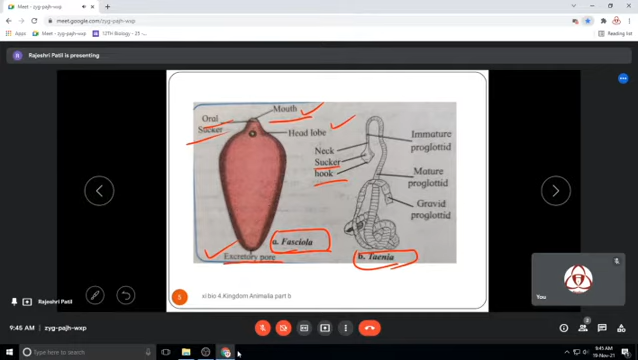 Meet - zyg-pajh-wxp
meet.google.com/zyg-pajh-wxp
Apps
Meet - zyg-pajh-wxp
12TH Biology - 21 -
Reading list
R
Rajeshri Patil is presenting
Mouth
Oral
Sucker
Head lobe
Excretory pore
a. Fasciola
Neck
Sucker
hook
Immature
proglottid
Mature
proglottid
Gravid
proglottid
b. Taenia
xi bio 4.Kingdom Animalia part b
Rajeshri Patil
You
9:45 AM
zyg-pajh-wxp
2
Type here to search
9:45 AM
19-Nov-21